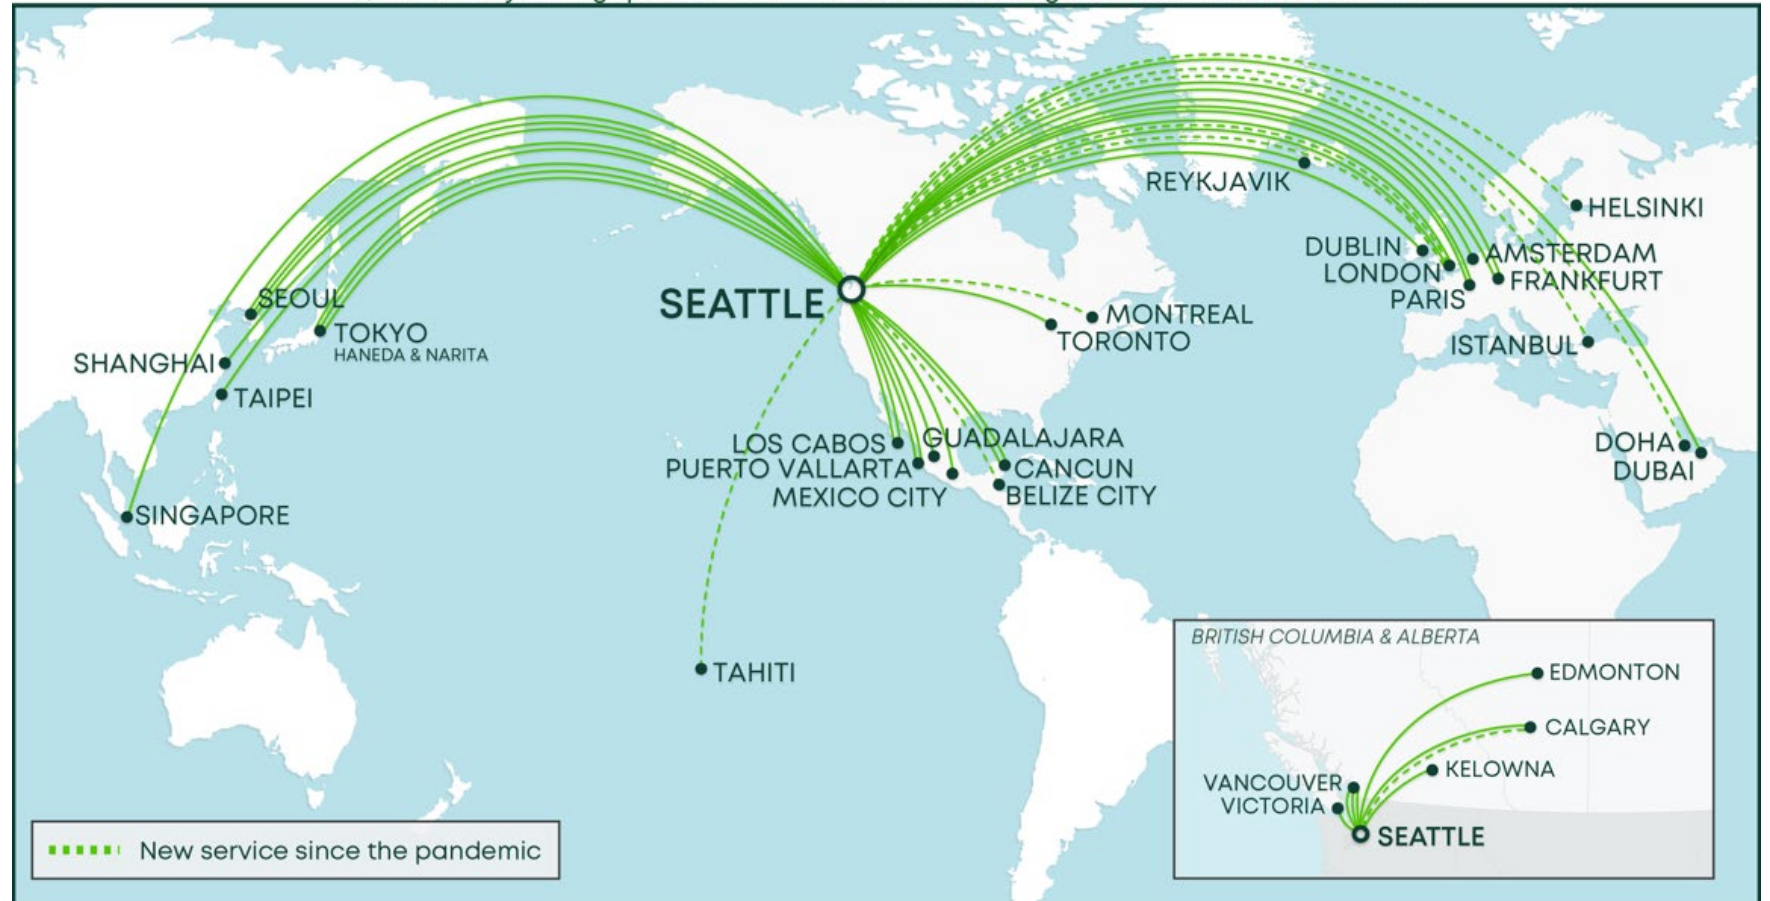 REYKJAVIK
HELSINKI
DUBLIN
AMSTERDAM
LONDON
FRANKFURT
PARIS
SEOUL
SEATTLE
MONTREAL
TOKYO
HANEDA & NARITA
TORONTO
ISTANBUL
SHANGHAI
TAIPEI
LOS CABOS
GUADALAJARA
DOHA
PUERTO VALLARTA
CANCUN
DUBAI
MEXICO CITY
BELIZE CITY
SINGAPORE
TAHITI
BRITISH COLUMBIA & ALBERTA
EDMONTON
CALGARY
KELOWNA
VANCOUVER
VICTORIA
SEATTLE
New service since the pandemic